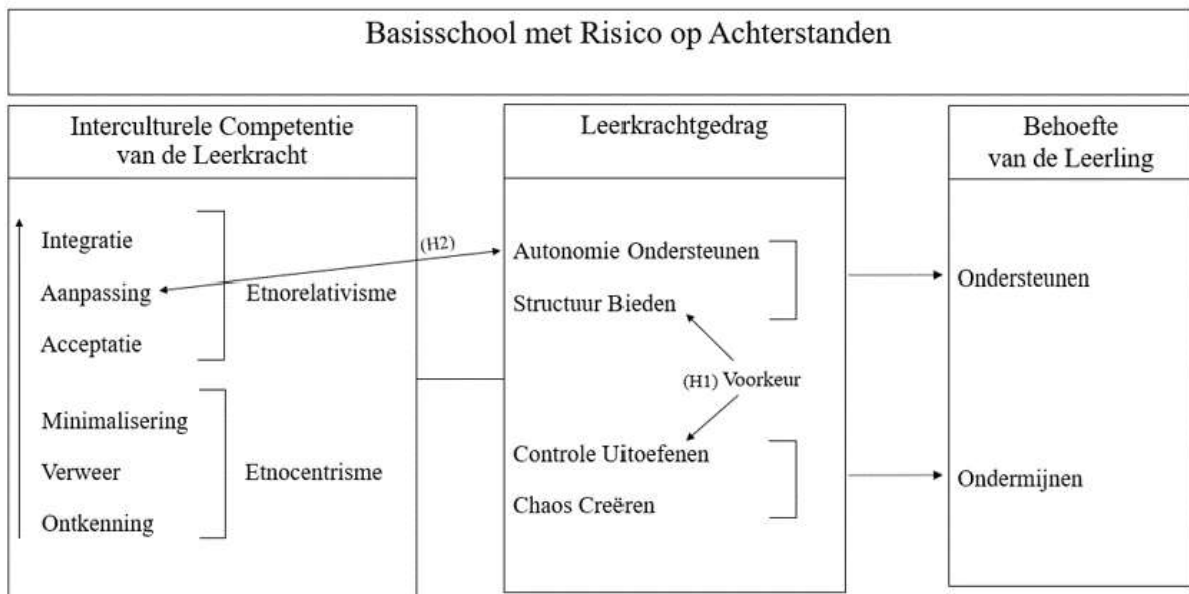 Basisschool met Risico op Achterstanden
Interculturele Competentie
van de Leerkracht
Integratie
Aanpassing
Acceptatie
Etnorelativisme
Minimalisering
Verweer
Ontkenning
Etnocentrisme
(H2)
Leerkrachtgedrag
Autonomie Ondersteunen
Structuur Bieden
(H1) Voorkeur
Controle Uitoefenen
Chaos Creëren
Behoefte
van de Leerling
Ondersteunen
Ondermijnen